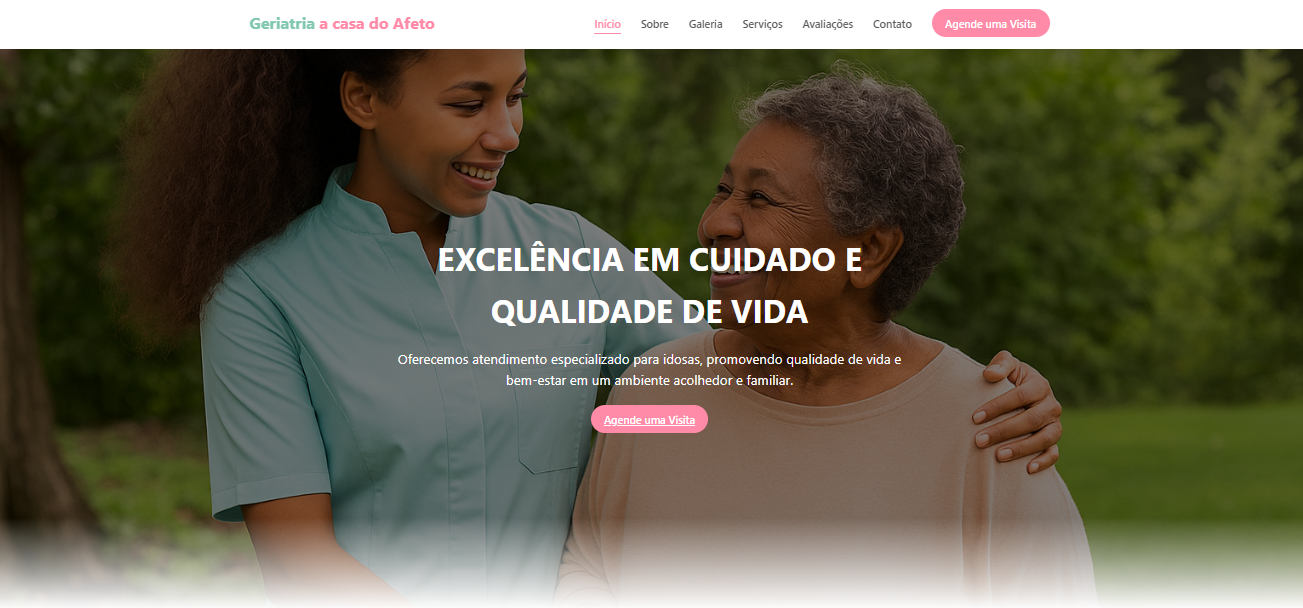 Geriatria a casa do Afeto
Início Sobre Galeria Serviços Avaliações Contato Agende uma Visita
EXCELÊNCIA EM CUIDADO E
QUALIDADE DE VIDA
Oferecemos atendimento especializado para idosas, promovendo qualidade de vida e
bem-estar em um ambiente acolhedor e familiar.
Agende uma Visita